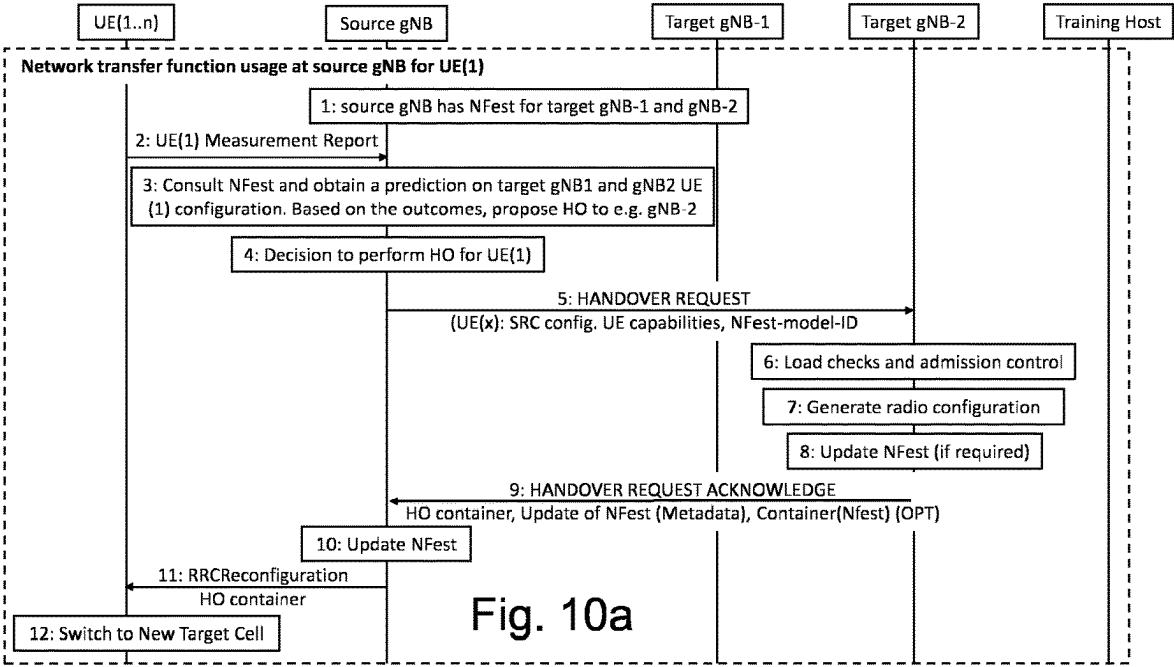 UE(1..n)
Source gNB
Target gNB-1
Target gNB-2
Training Host
Network transfer function usage at source gNB for UE(1)
1: source gNB has NFest for target gNB-1 and gNB-2
2: UE(1) Measurement Report
3: Consult NFest and obtain a prediction on target gNB1 and gNB2 UE
(1) configuration. Based on the outcomes, propose HO to e.g. gNB-2
4: Decision to perform HO for UE(1)
5: HANDOVER REQUEST
(UE(x): SRC config. UE capabilities, NFest-model-ID
6: Load checks and admission control
7: Generate radio configuration
8: Update NFest (if required)
9: HANDOVER REQUEST ACKNOWLEDGE
HO container, Update of NFest (Metadata), Container(Nfest) (OPT)
10: Update NFest
11: RRCReconfiguration
HO container
12: Switch to New Target Cell
Fig. 10a